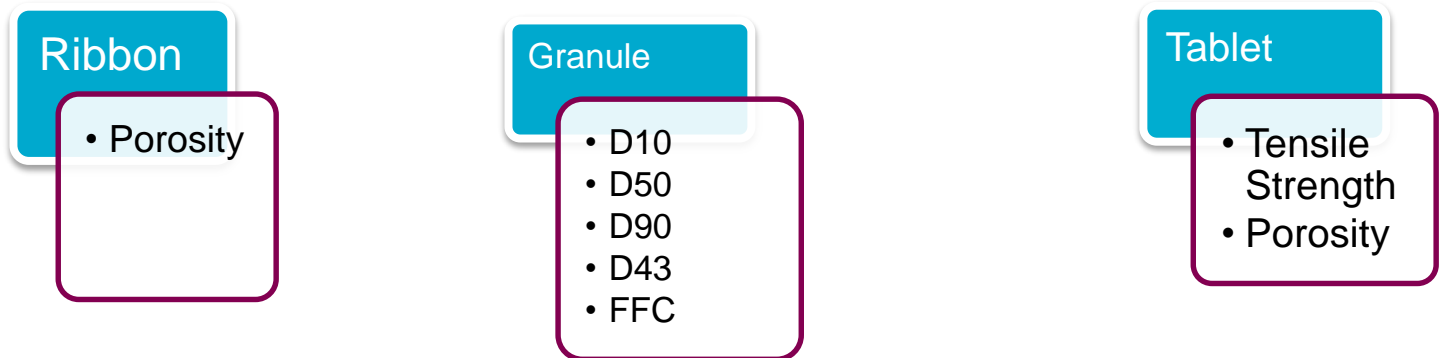 Ribbon
• Porosity
Granule
• D10
• D50
• D90
• D43
• FFC
Tablet
• Tensile
Strength
• Porosity